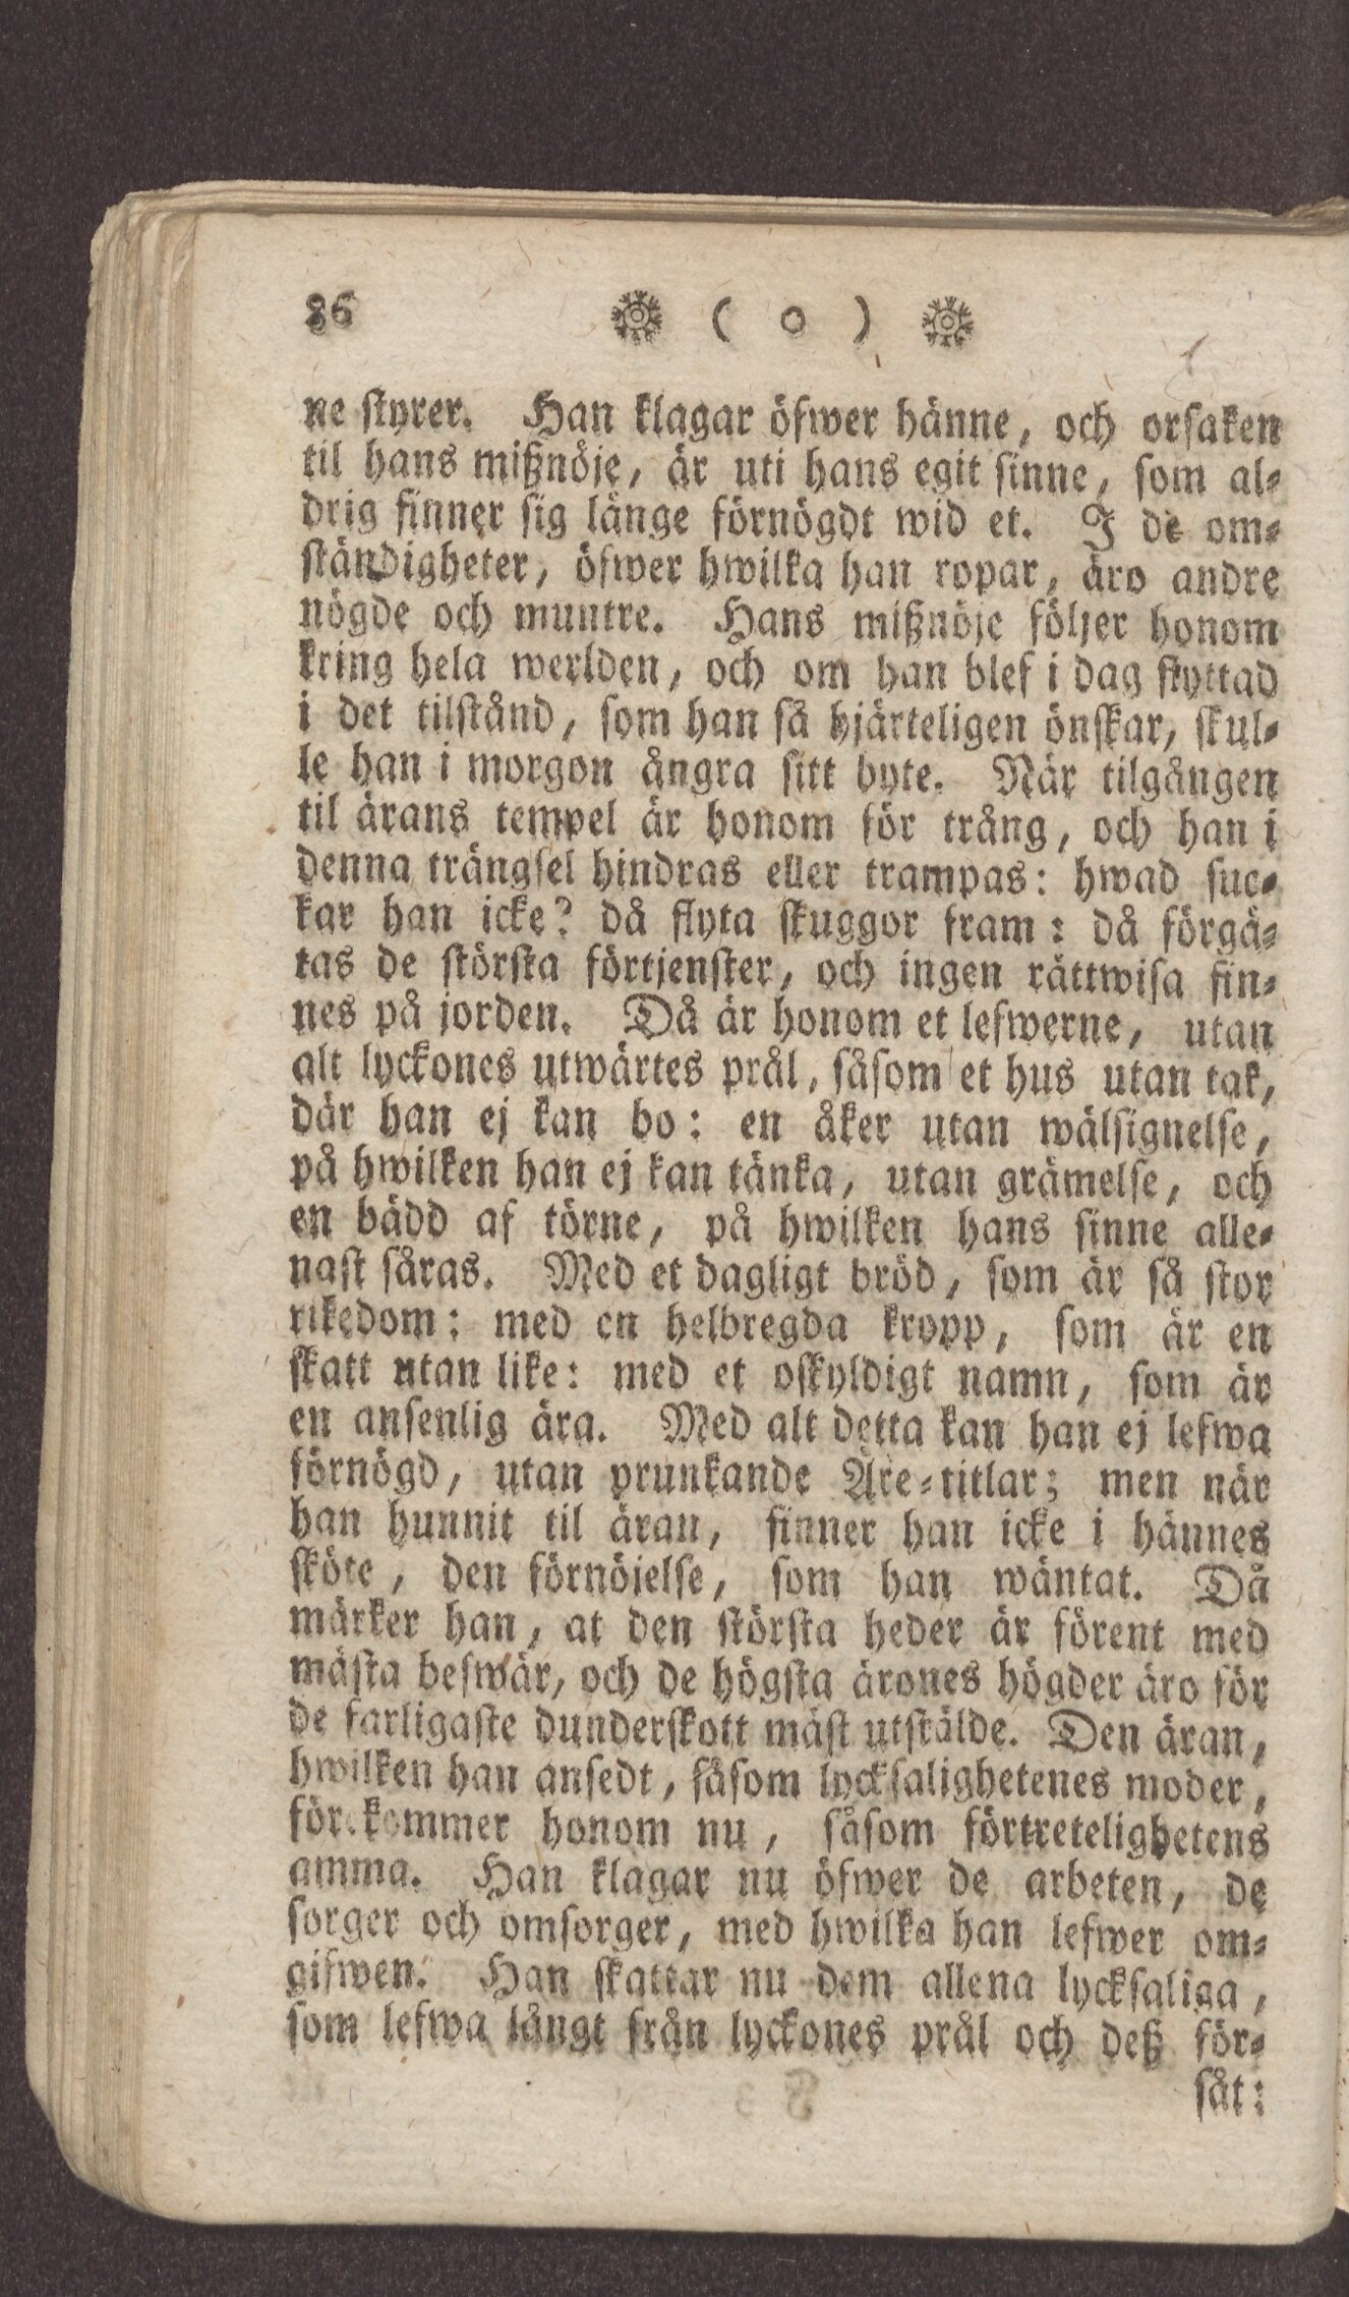 86 ( o )
ne styrer. Han klagar öfwer hänne, och orsaken
til hans mißnöje, är uti hans egit sinne, som al-
drig finner sig länge förnögdt wid et. I de om-
ständigheter, öfwer hwilka han ropar, äro andre
nögde och muntre. Hans mißnöje följer honom
kring hela werlden, och om han blef i dag flyttad
i det tilstånd, som han så hjärteligen önskar, skul-
le han i morgon ångra sitt byte. När tilgången
til ärans tempel är honom för trång, och han i
denna trängsel hindras eller trampas: hwad suc-
kar han icke? då flyta skuggor fram: då förgä-
tas de största förtjenster, och ingen rättwisa fin-
nes på jorden. Då är honom et lefwerne, utan
alt lyckones utwärtes prål, såsom et hus utan tak,
där han ej kan bo: en åker utan wälsignelse,
på hwilken han ej kan tänka, utan grämelse, och
en bädd af törne, på hwilken hans sinne alle-
nast såras. Med et dagligt bröd, som är så stor
rikedom: med en helbregda kropp, som är en
skatt utan like: med et oskyldigt namn, som är
en ansenlig ära. Med alt detta kan han ej lefwa
förnögd, utan prunkande Äre-titlar; men när
han hunnit til äran, finner han icke i hännes
sköte, den förnöjelse, som han wäntat. Då
märker han, at den största heder är förent med
mästa beswär, och de högsta ärones högder äro för
de farligaste dunderskott mäst utstälde. Den äran,
hwilken han ansedt, såsom lycksalighetenes moder,
förekommer honom nu, såsom förtretelighetens
amma. Han klagar nu öfwer de arbeten, de
sorger och omsorger, med hwilka han lefwer om-
gifwen. Han skattar nu dem allena lycksaliga,
som lefwa långt från lyckones prål och deß för-
såt: